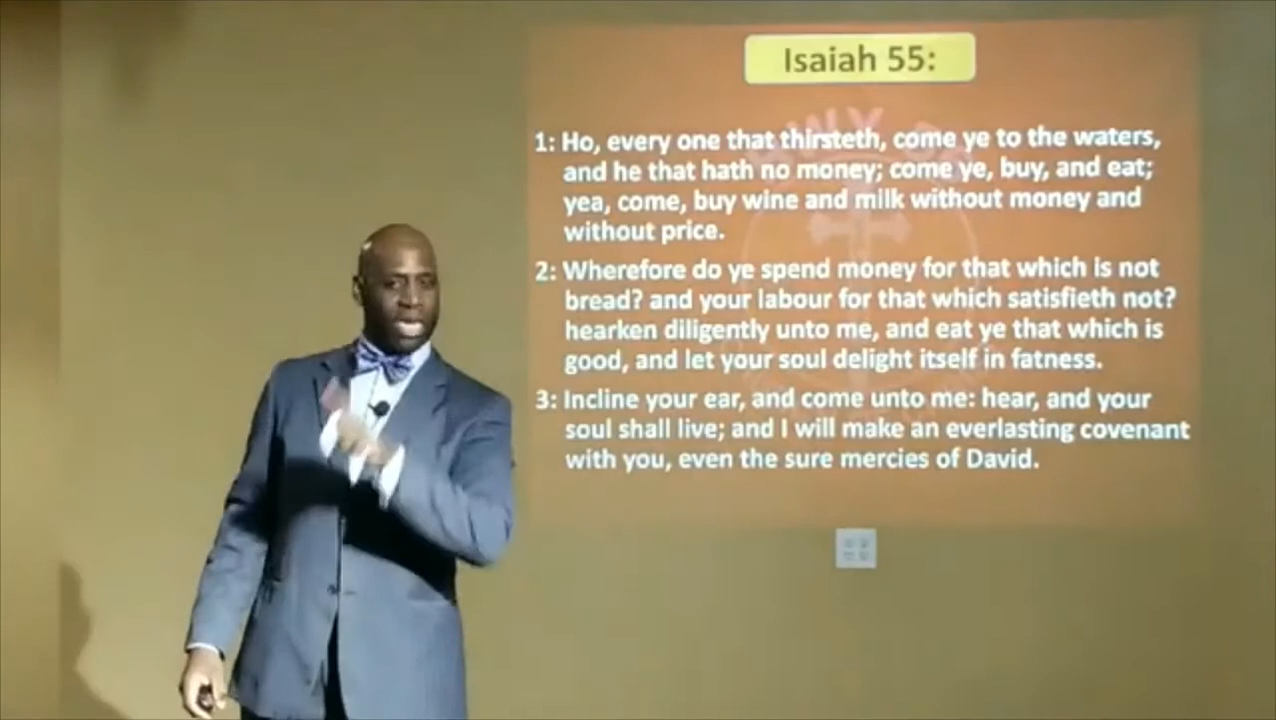 Isaiah 55:
1: Ho, every one that thirsteth, come ye to the waters,
and he that hath no money; come ye, buy, and eat;
yea, come, buy wine and milk without money and
without price.
2: Wherefore do ye spend money for that which is not
bread? and your labour for that which satisfieth not?
hearken diligently unto me, and eat ye that which is
good, and let your soul delight itself in fatness.
3: Incline your ear, and come unto me: hear, and your
soul shall live; and I will make an everlasting covenant
with you, even the sure mercies of David.